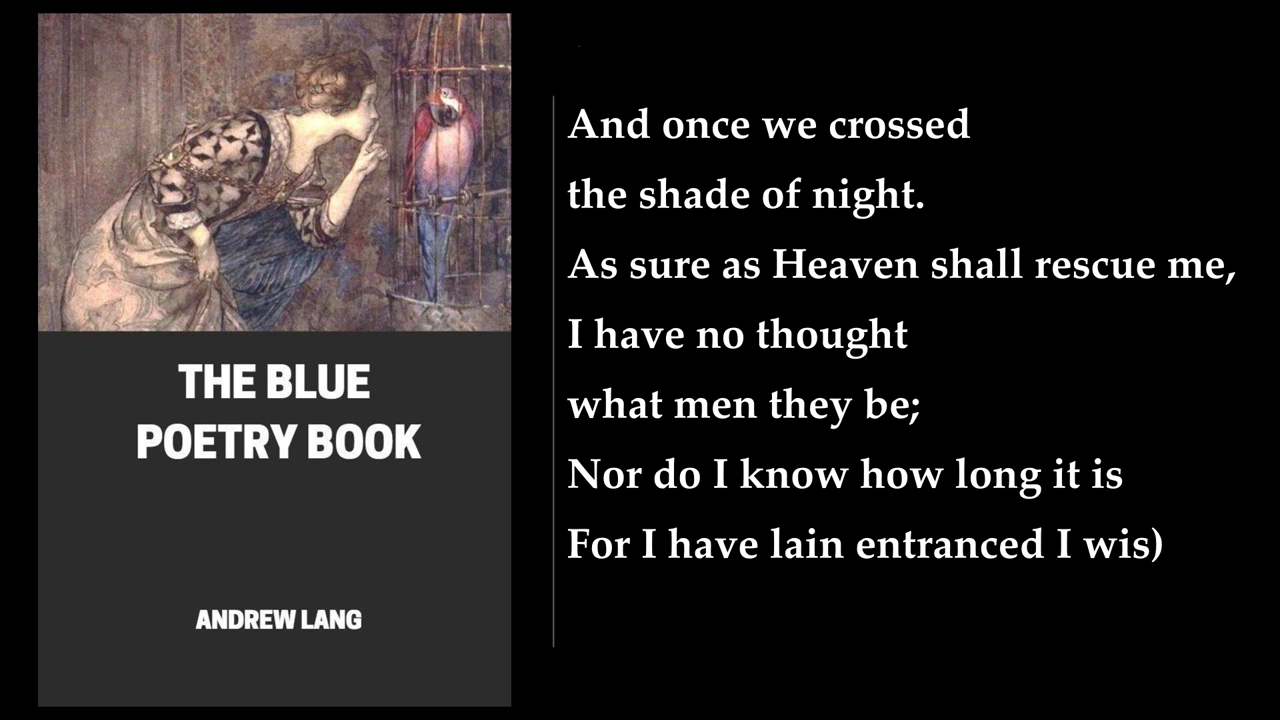 THE BLUE
POETRY BOOK
ANDREW LANG
And once we crossed
the shade of night.
As sure as Heaven shall rescue me,
I have no thought
what men they be;
Nor do I know how long it is
For I have lain entranced I wis)